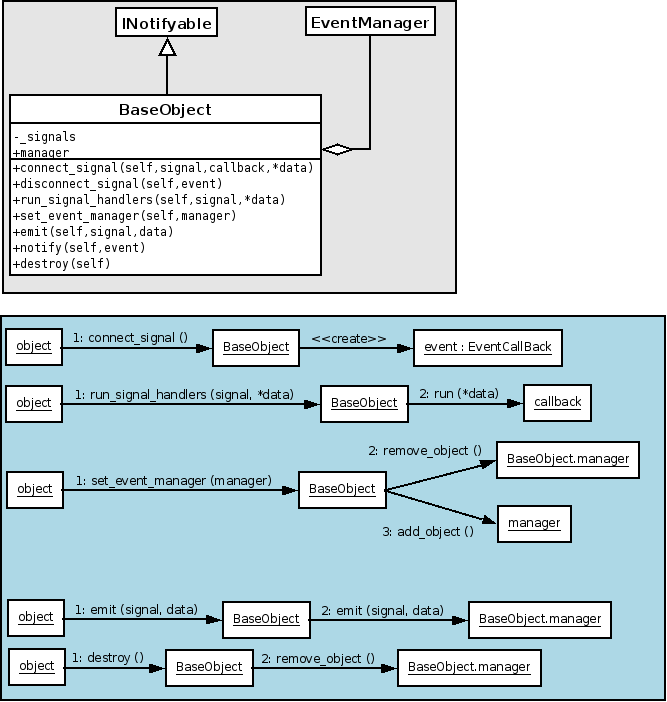 INotifyable
EventManager
BaseObject
-_signals
+manager
+connect_signal(self,signal,callback,*data)
+disconnect_signal(self,event)
+run_signal_handlers(self,signal,*data)
+set_event_manager(self,manager)
+emit(self,signal,data)
+notify(self,event)
+destroy(self)
object
1: connect_signal ()
BaseObject
<<create>>
event : EventCallBack
object
1: run_signal_handlers (signal, *data)
BaseObject
2: run (*data)
callback
object
1: set_event_manager (manager)
BaseObject
2: remove_object ()
BaseObject.manager
3: add_object ()
manager
object
1: emit (signal, data)
BaseObject
2: emit (signal, data)
BaseObject.manager
object
1: destroy ()
BaseObject
2: remove_object ()
BaseObject.manager